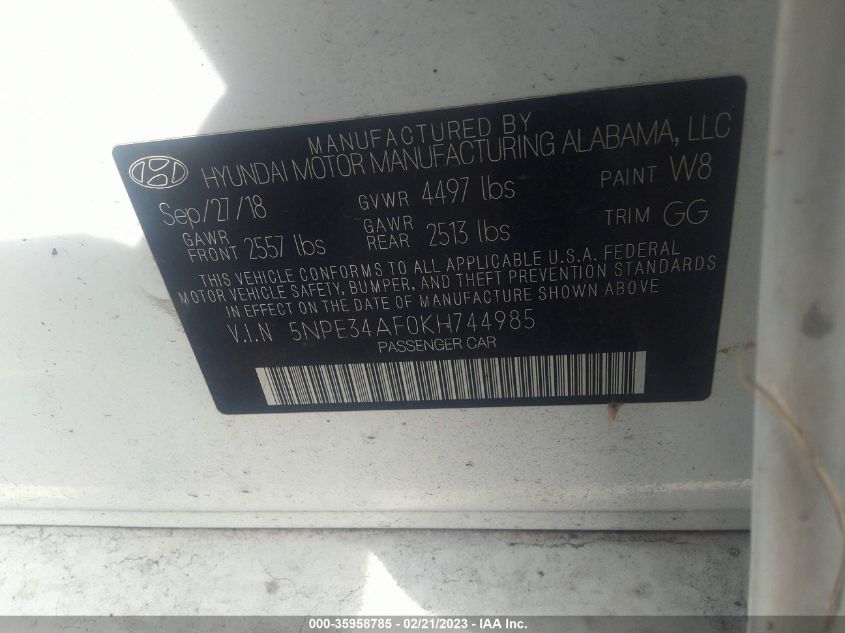 MANUFACTURED BY
HYUNDAI MOTOR MANUFACTURING ALABAMA, LLC
Sep/27/18 GVWR 4497 lbs PAINT W8
GAWR FRONT 2557 lbs GAWR REAR 2513 lbs TRIM GG
THIS VEHICLE CONFORMS TO ALL APPLICABLE U.S.A. FEDERAL
MOTOR VEHICLE SAFETY, BUMPER, AND THEFT PREVENTION STANDARDS
IN EFFECT ON THE DATE OF MANUFACTURE SHOWN ABOVE
V.I.N 5NPE34AF0KH744985
PASSENGER CAR
000-35958785 / 02/21/2023 / IAA Inc.